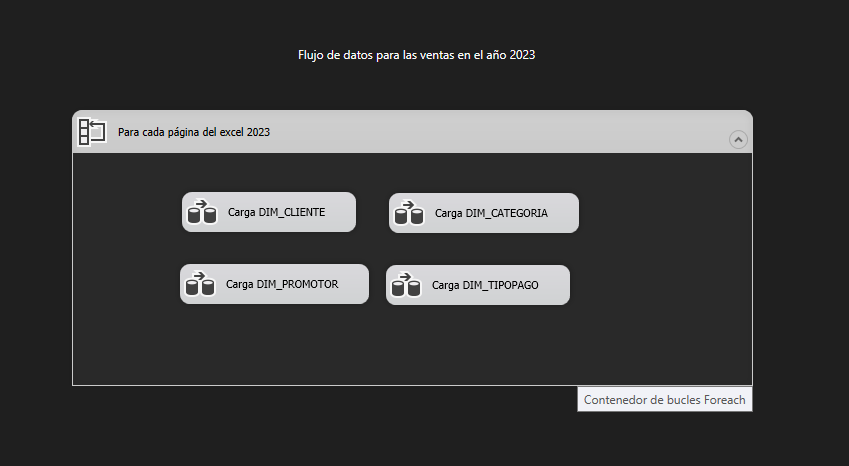 Flujo de datos para las ventas en el año 2023
Para cada página del excel 2023
Carga DIM_CLIENTE
Carga DIM_CATEGORIA
Carga DIM_PROMOTOR
Carga DIM_TIPOPAGO
Contenedor de bucles Foreach